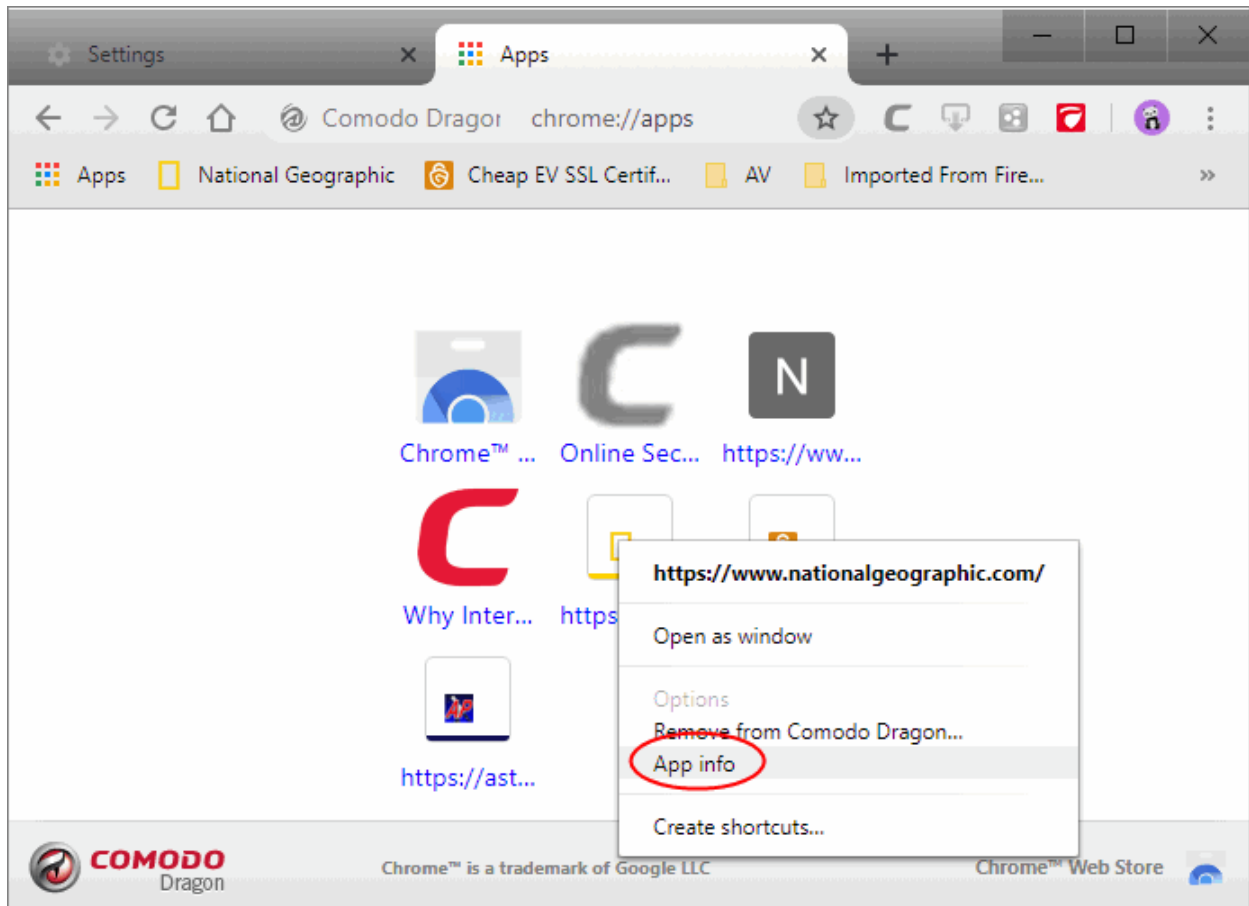 Settings
Apps
Comodo Dragor chrome://apps
Apps National Geographic Cheap EV SSL Certif... AV Imported From Fire... »
N
Chrome™ ... Online Sec... https://ww...
Why Inter... https
https://www.nationalgeographic.com/
Open as window
Options
Remove from Comodo Dragon...
App info
Create shortcuts...
AP
https://ast...
COMODO
Dragon
Chrome™ is a trademark of Google LLC
Chrome™ Web Store